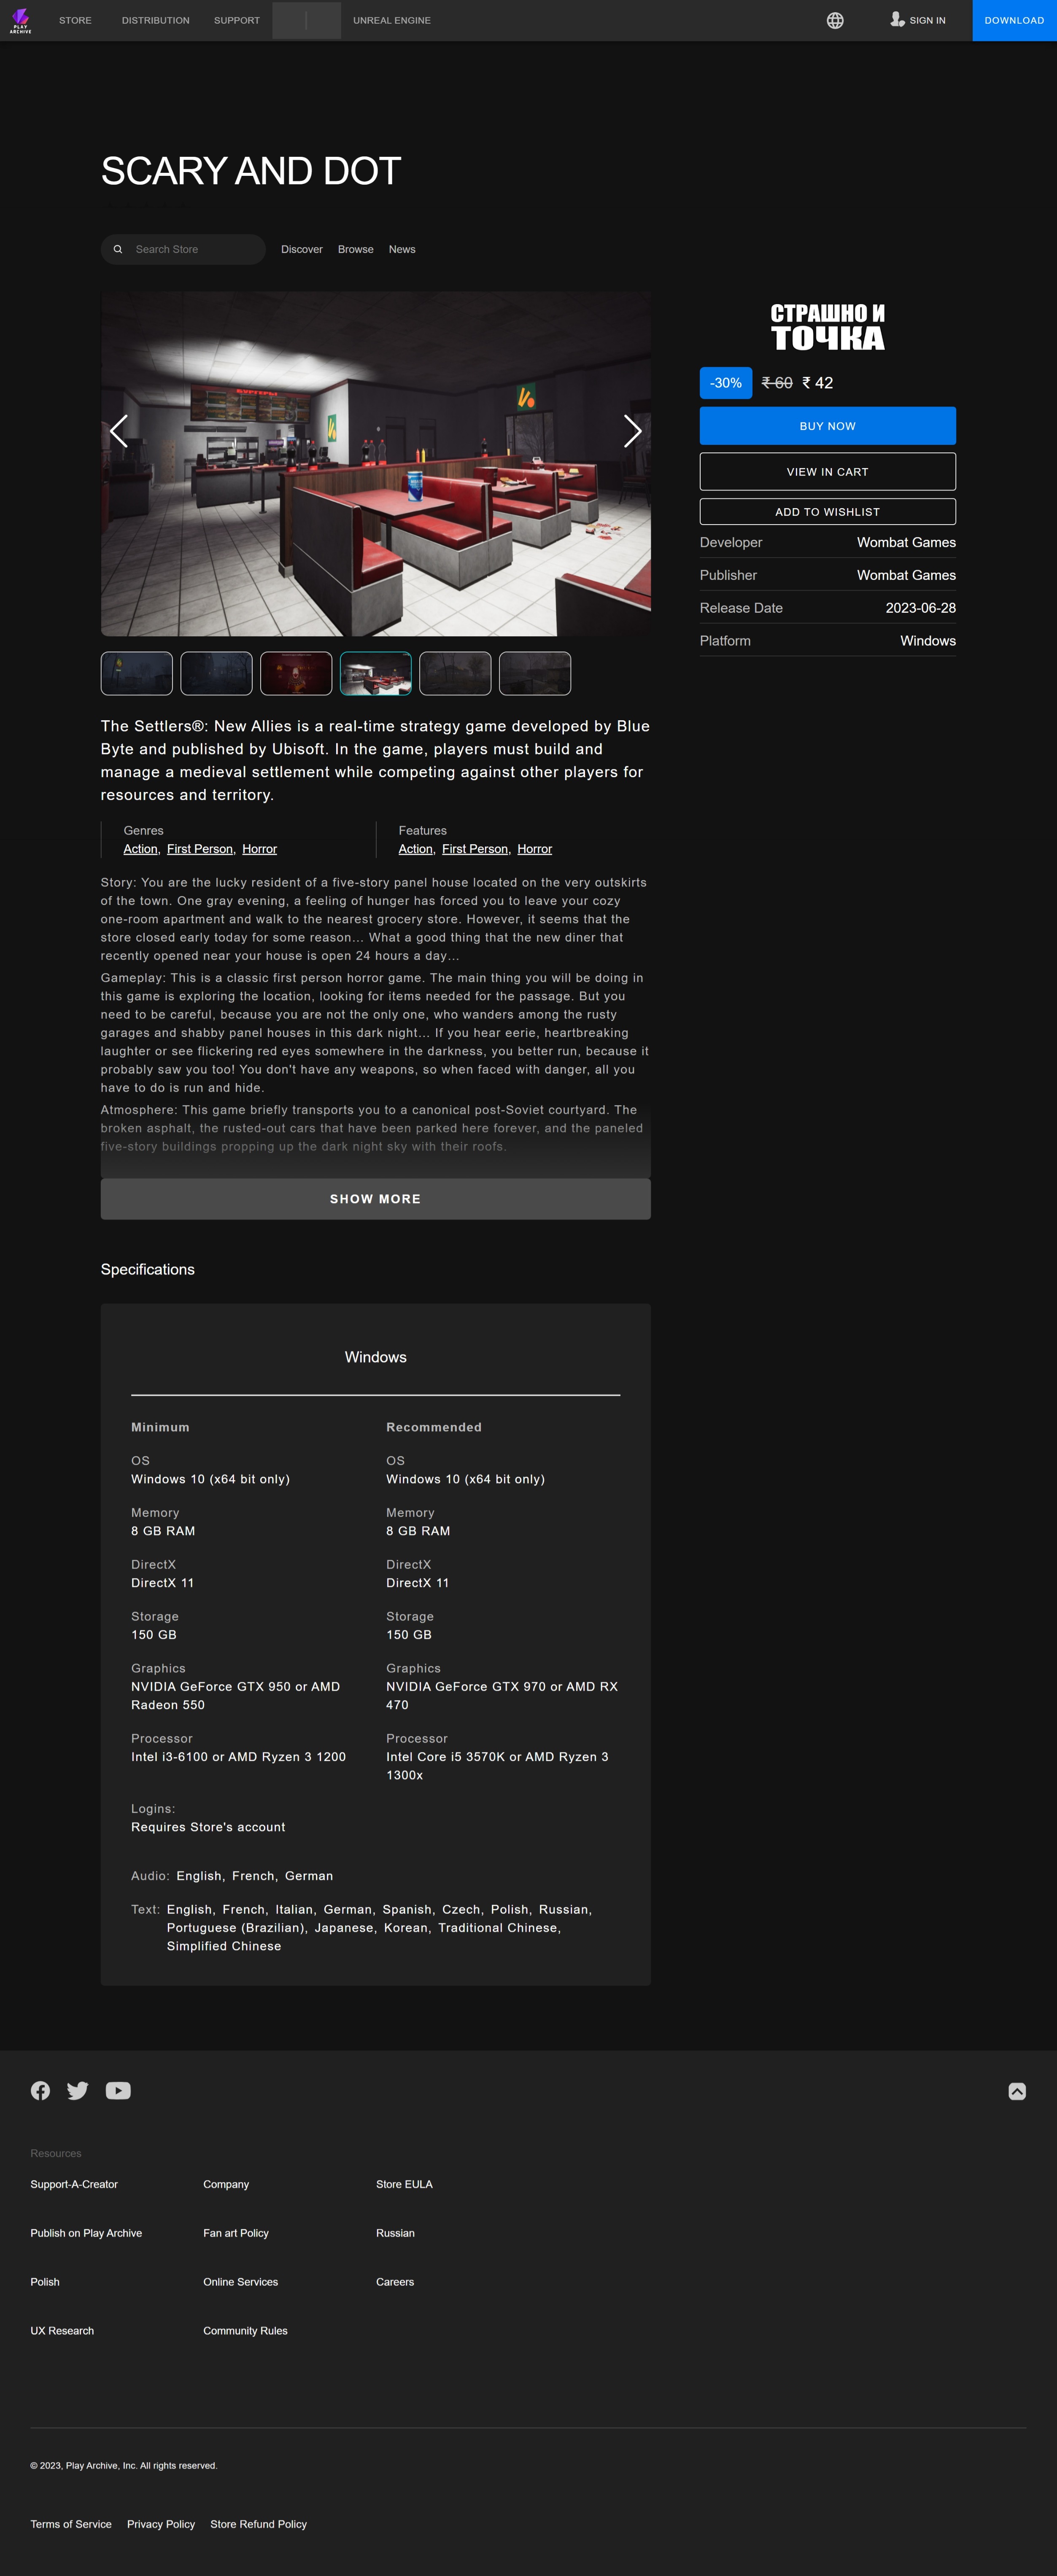 PLAY
ARCHIVE
STORE
DISTRIBUTION
SUPPORT
UNREAL ENGINE
SIGN IN
DOWNLOAD
SCARY AND DOT
Search Store
Discover
Browse
News
СТРАШНО И
ТОЧКА
-30%
₹ 60 ₹ 42
BUY NOW
VIEW IN CART
ADD TO WISHLIST
Developer Wombat Games
Publisher Wombat Games
Release Date 2023-06-28
Platform Windows
The Settlers®: New Allies is a real-time strategy game developed by Blue
Byte and published by Ubisoft. In the game, players must build and
manage a medieval settlement while competing against other players for
resources and territory.
Genres
Action, First Person, Horror
Features
Action, First Person, Horror
Story: You are the lucky resident of a five-story panel house located on the very outskirts
of the town. One gray evening, a feeling of hunger has forced you to leave your cozy
one-room apartment and walk to the nearest grocery store. However, it seems that the
store closed early today for some reason... What a good thing that the new diner that
recently opened near your house is open 24 hours a day...
Gameplay: This is a classic first person horror game. The main thing you will be doing in
this game is exploring the location, looking for items needed for the passage. But you
need to be careful, because you are not the only one, who wanders among the rusty
garages and shabby panel houses in this dark night... If you hear eerie, heartbreaking
laughter or see flickering red eyes somewhere in the darkness, you better run, because it
probably saw you too! You don't have any weapons, so when faced with danger, all you
have to do is run and hide.
Atmosphere: This game briefly transports you to a canonical post-Soviet courtyard. The
broken asphalt, the rusted-out cars that have been parked here forever, and the paneled
five-story buildings propping up the dark night sky with their roofs.
SHOW MORE
Specifications
Windows
Minimum
Recommended
OS
Windows 10 (x64 bit only)
OS
Windows 10 (x64 bit only)
Memory
8 GB RAM
Memory
8 GB RAM
DirectX
DirectX 11
DirectX
DirectX 11
Storage
150 GB
Storage
150 GB
Graphics
NVIDIA GeForce GTX 950 or AMD
Radeon 550
Graphics
NVIDIA GeForce GTX 970 or AMD RX
470
Processor
Intel i3-6100 or AMD Ryzen 3 1200
Processor
Intel Core i5 3570K or AMD Ryzen 3
1300x
Logins:
Requires Store's account
Audio: English, French, German
Text: English, French, Italian, German, Spanish, Czech, Polish, Russian,
Portuguese (Brazilian), Japanese, Korean, Traditional Chinese,
Simplified Chinese
Resources
Support-A-Creator
Company
Store EULA
Publish on Play Archive
Fan art Policy
Russian
Polish
Online Services
Careers
UX Research
Community Rules
© 2023, Play Archive, Inc. All rights reserved.
Terms of Service
Privacy Policy
Store Refund Policy